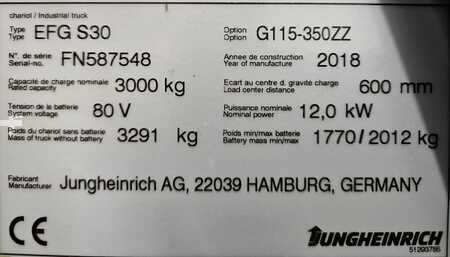 chariot / Industrial truck
Type EFG S30 Option G115-350ZZ
Type Option
N°. de série FN587548 Annee de construction 2018
Serial-no. Year of manufacture
Capacité de charge nominale 3000 kg Ecart au centre d. gravité charge 600 mm
Rated capacity Load center distance
Tension de la batterie 80 V Puissance nominale 12,0 kW
System voltage Nominal power
Poids du chariot sans batterie 3291 kg Poids min/max batterie 1770/2012 kg
Mass of truck without battery Battery mass min/max
Fabricant Jungheinrich AG, 22039 HAMBURG, GERMANY
Manufacturer
CE JUNGHEINRICH
51293785